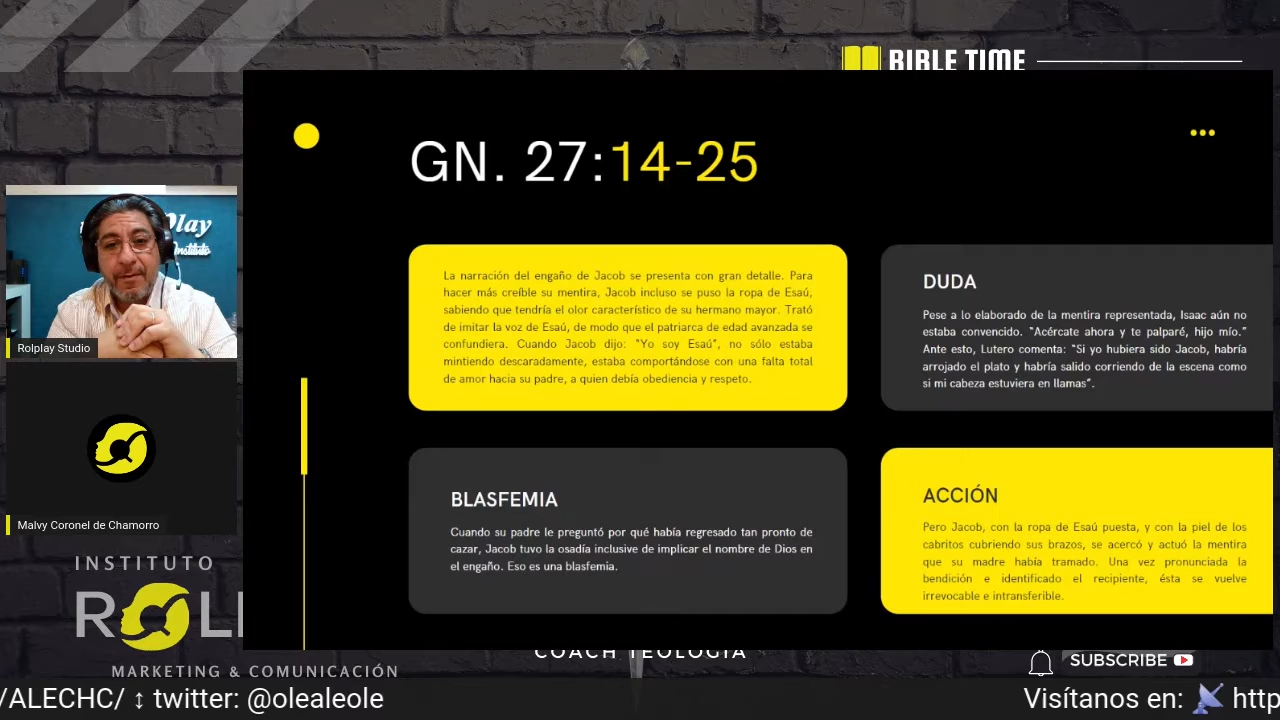 BIBLE TIME
GN. 27:14-25
La narración del engaño de Jacob se presenta con gran detalle. Para
hacer más creíble su mentira, Jacob incluso se puso la ropa de Esaú,
sabiendo que tendría el olor característico de su hermano mayor. Trató
de imitar la voz de Esaú, de modo que el patriarca de edad avanzada se
confundiera. Cuando Jacob dijo: “Yo soy Esaú”, no sólo estaba
mintiendo descaradamente, estaba comportándose con una falta total
de amor hacia su padre, a quien debía obediencia y respeto.
DUDA
Pese a lo elaborado de la mentira representada, Isaac aún no
estaba convencido. “Acércate ahora y te palparé, hijo mío.”
Ante esto, Lutero comenta: “Si yo hubiera sido Jacob, habría
arrojado el plato y habría salido corriendo de la escena como
si mi cabeza estuviera en llamas”.
BLASFEMIA
Cuando su padre le preguntó por qué había regresado tan pronto de
cazar, Jacob tuvo la osadía inclusive de implicar el nombre de Dios en
el engaño. Eso es una blasfemia.
ACCIÓN
Pero Jacob, con la ropa de Esaú puesta, y con la piel de los
cabritos cubriendo sus brazos, se acercó y actuó la mentira
que su madre había tramado. Una vez pronunciada la
bendición e identificado el recipiente, ésta se vuelve
irrevocable e intransferible.
Play
Instituto
Rolplay Studio
Malvy Coronel de Chamorro
INSTITUTO
ROL
MARKETING & COMUNICACIÓN
COACH TEOLOGÍA
SUBSCRIBE
/ALECHC/ ↕ twitter: @olealeole
Visítanos en: 📡 http